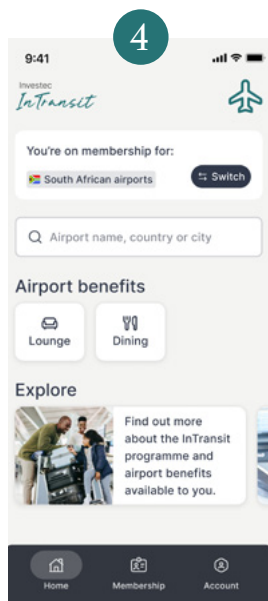 4
9:41
Investec
InTransit
You're on membership for:
South African airports
Switch
Airport name, country or city
Airport benefits
Lounge
Dining
Explore
Find out more
about the InTransit
programme and
airport benefits
available to you.
Home
Membership
Account